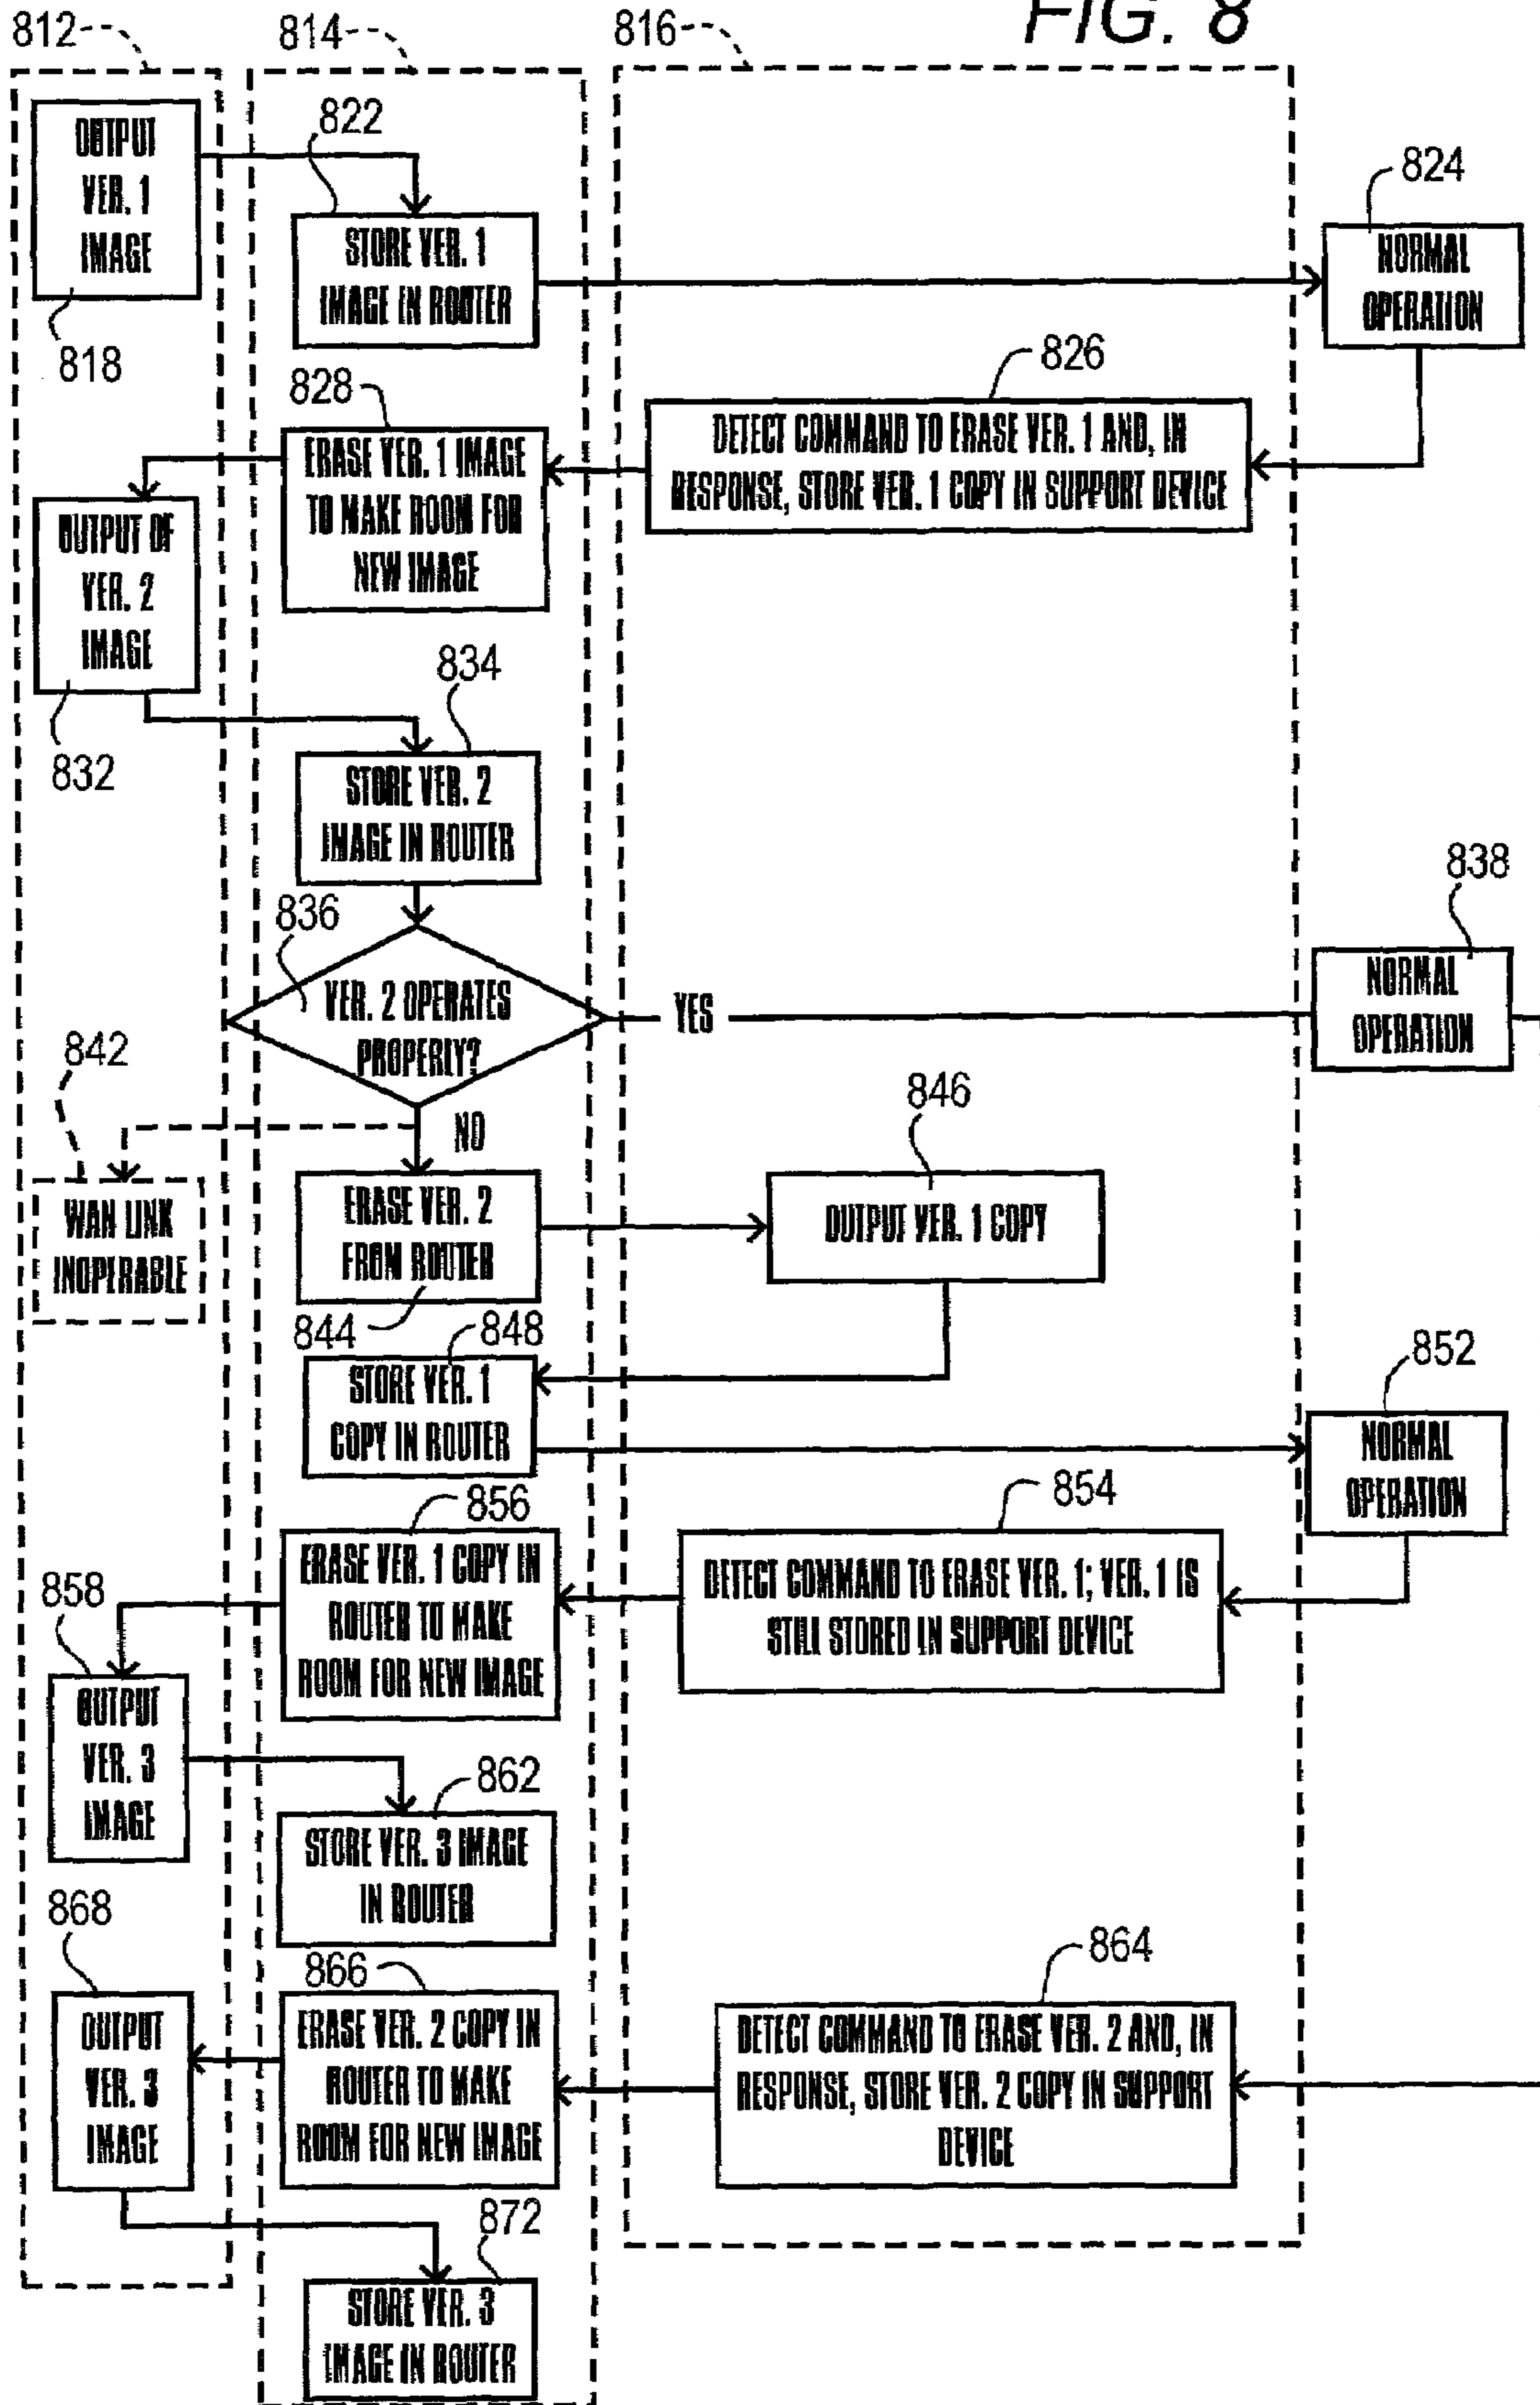 FIG. 8
812
814
816
OUTPUT
VER. 1
IMAGE
818
822
STORE VER. 1
IMAGE IN ROUTER
824
NORMAL
OPERATION
826
DETECT COMMAND TO ERASE VER. 1 AND, IN
RESPONSE, STORE VER. 1 COPY IN SUPPORT DEVICE
828
ERASE VER. 1 IMAGE
TO MAKE ROOM FOR
NEW IMAGE
OUTPUT OF
VER. 2
IMAGE
832
834
STORE VER. 2
IMAGE IN ROUTER
836
VER. 2 OPERATES
PROPERLY?
YES
838
NORMAL
OPERATION
842
WAN LINK
INOPERABLE
NO
ERASE VER. 2
FROM ROUTER
844
846
OUTPUT VER. 1 COPY
848
STORE VER. 1
COPY IN ROUTER
852
NORMAL
OPERATION
854
DETECT COMMAND TO ERASE VER. 1; VER. 1 IS
STILL STORED IN SUPPORT DEVICE
856
ERASE VER. 1 COPY IN
ROUTER TO MAKE
ROOM FOR NEW IMAGE
858
OUTPUT
VER. 3
IMAGE
862
STORE VER. 3 IMAGE
IN ROUTER
864
DETECT COMMAND TO ERASE VER. 2 AND, IN
RESPONSE, STORE VER. 2 COPY IN SUPPORT
DEVICE
866
ERASE VER. 2 COPY IN
ROUTER TO MAKE
ROOM FOR NEW IMAGE
868
OUTPUT
VER. 3
IMAGE
872
STORE VER. 3
IMAGE IN ROUTER